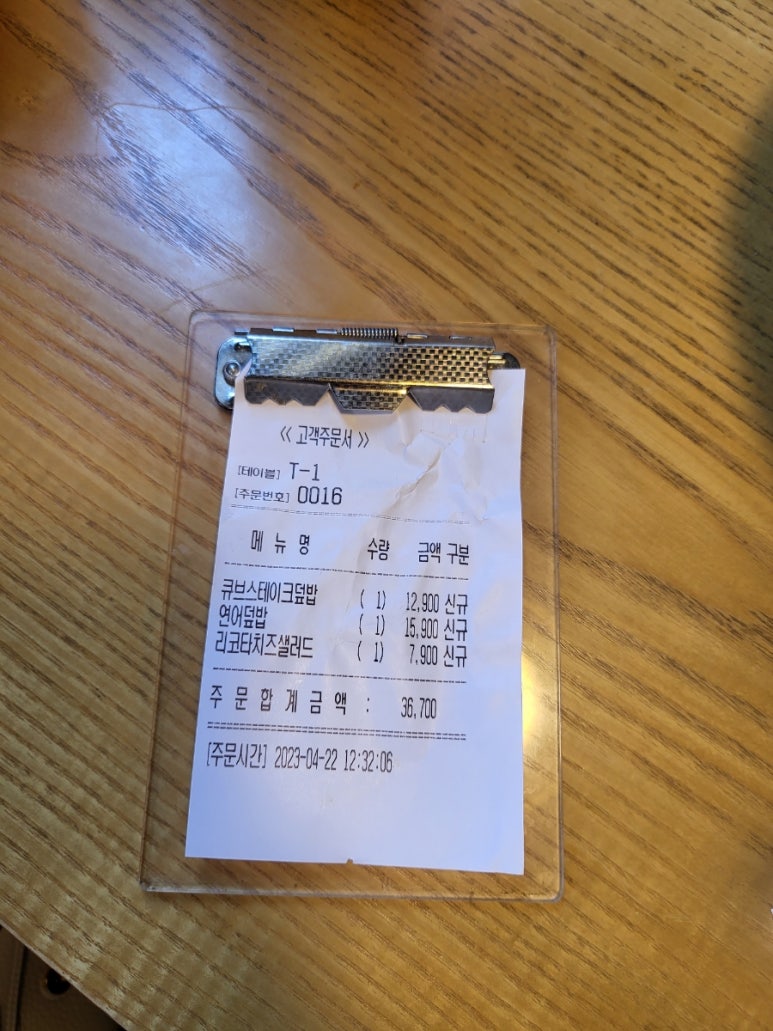 ≪ 고객주문서 ≫
[테이블] T-1
[주문번호] 0016
메 뉴 명 수량 금액 구분
큐브스테이크덮밥 ( 1) 12,900 신규
연어덮밥 ( 1) 15,900 신규
리코타치즈샐러드 ( 1) 7,900 신규
주 문 합 계 금 액 : 36,700
[주문시간] 2023-04-22 12:32:06